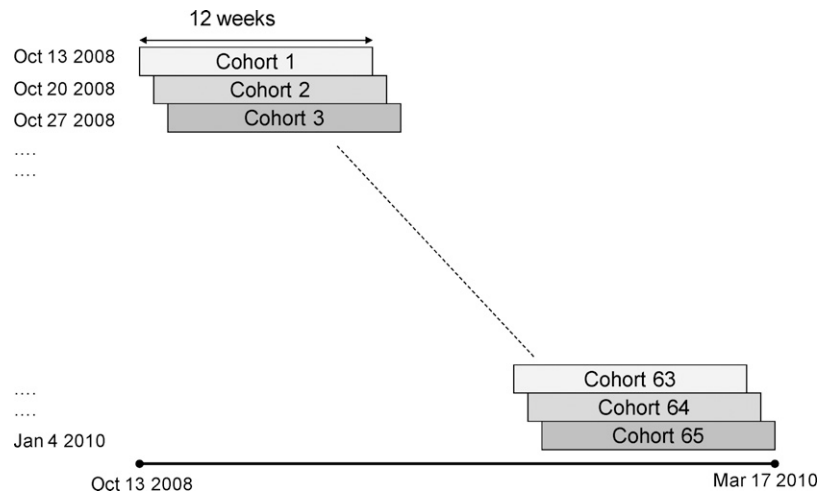 12 weeks
Oct 13 2008
Cohort 1
Oct 20 2008
Cohort 2
Oct 27 2008
Cohort 3
....
....
Cohort 63
....
Cohort 64
....
Cohort 65
Jan 4 2010
Oct 13 2008
Mar 17 2010